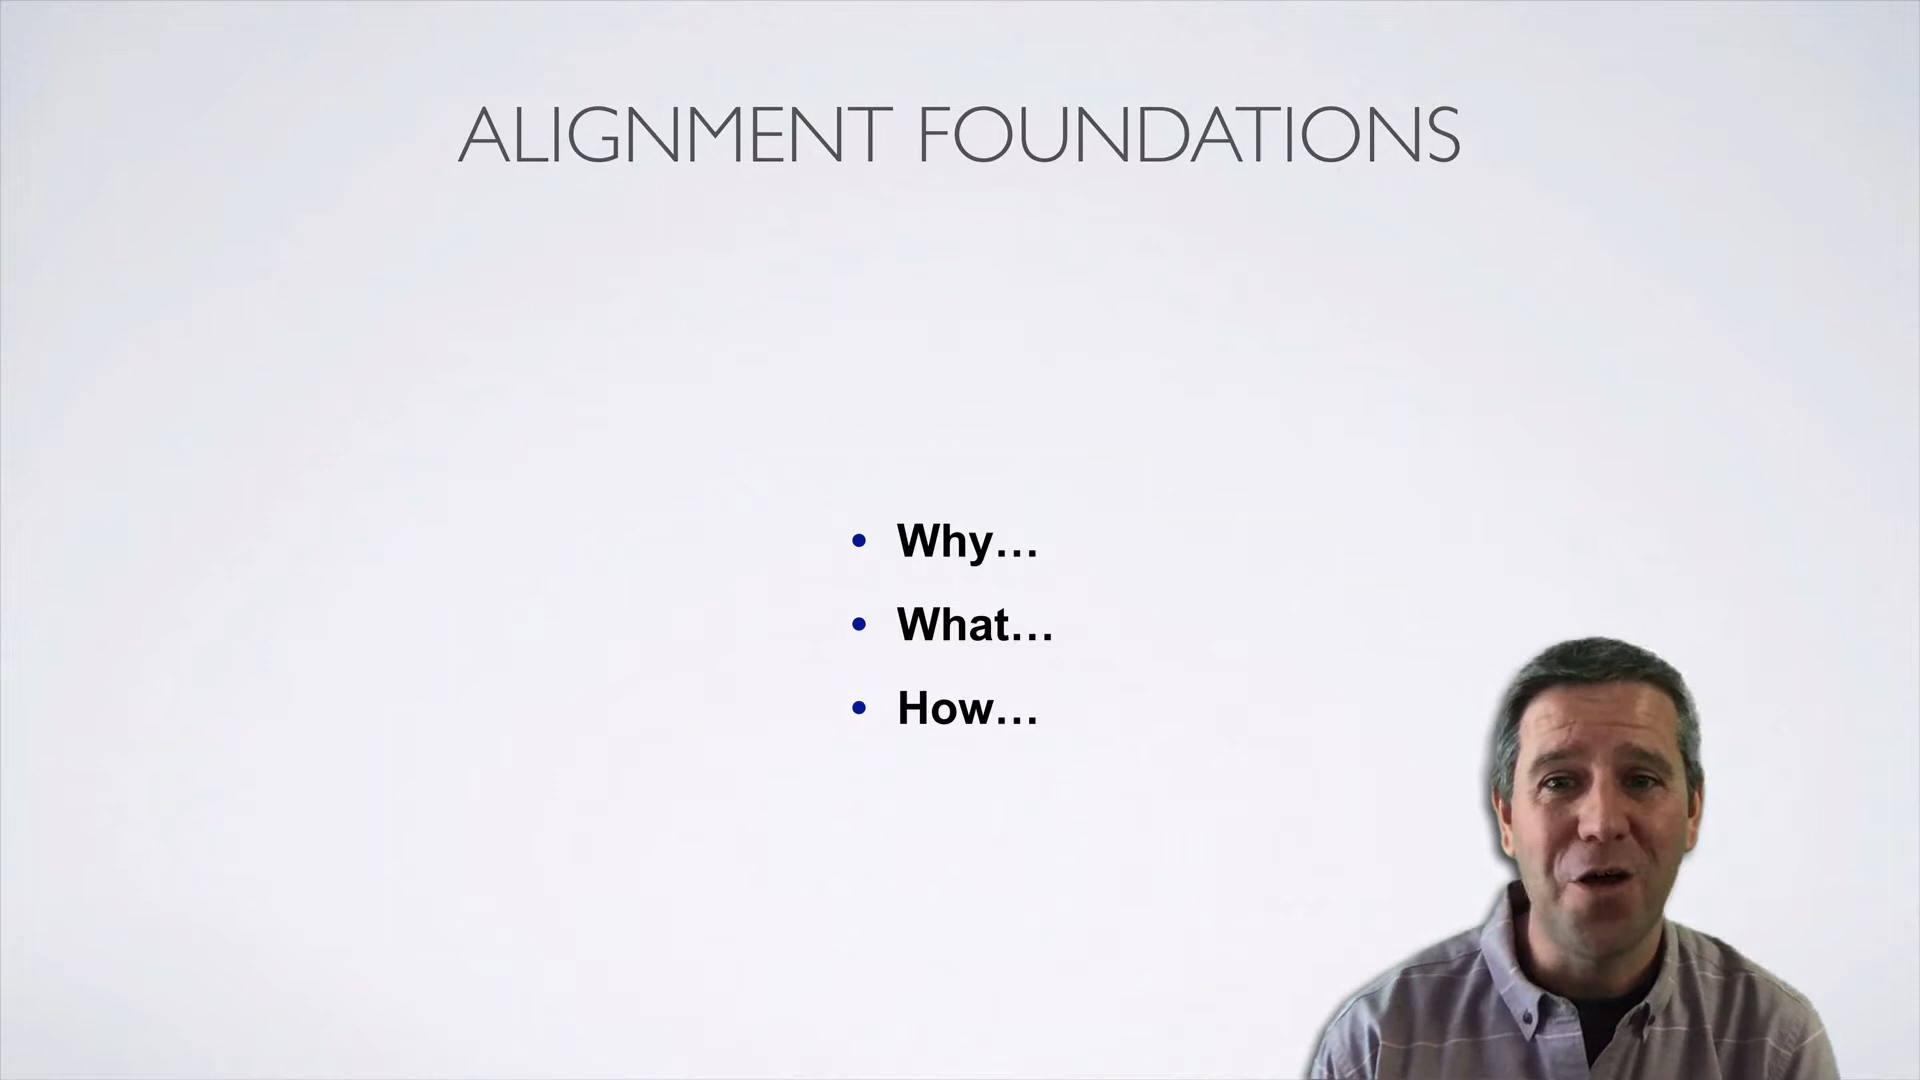 ALIGNMENT FOUNDATIONS
• Why…
• What…
• How…